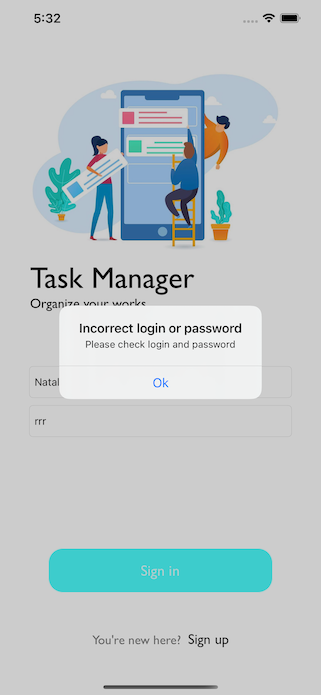 5:32
Task Manager
Organize your works
Incorrect login or password
Please check login and password
Ok
rrr
Sign in
You're new here? Sign up